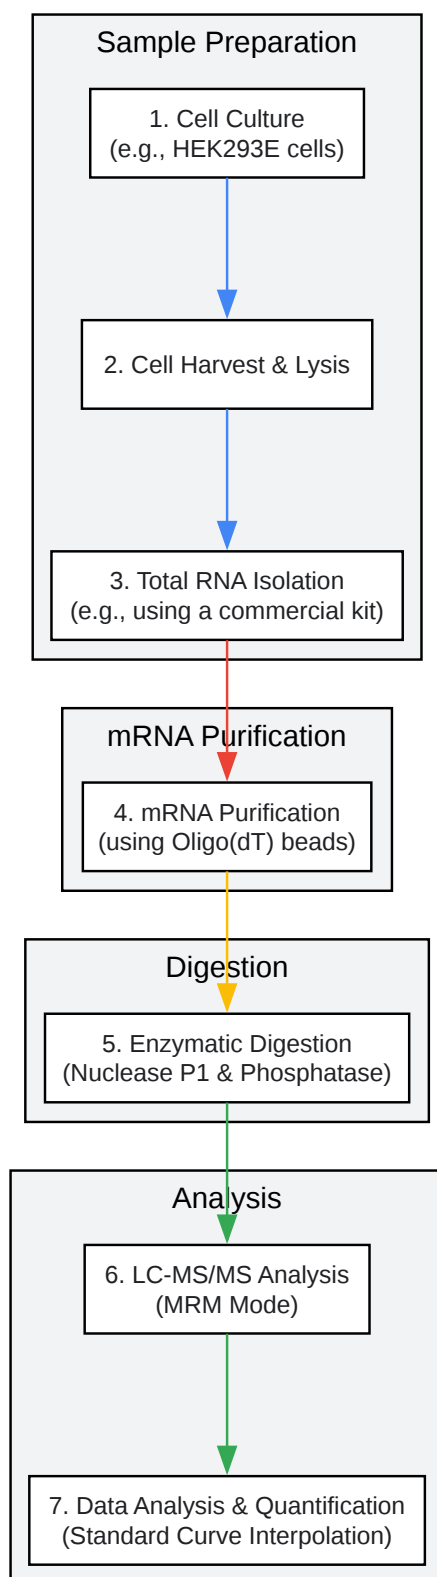 Sample Preparation
1. Cell Culture
(e.g., HEK293E cells)
2. Cell Harvest & Lysis
3. Total RNA Isolation
(e.g., using a commercial kit)
mRNA Purification
4. mRNA Purification
(using Oligo(dT) beads)
Digestion
5. Enzymatic Digestion
(Nuclease P1 & Phosphatase)
Analysis
6. LC-MS/MS Analysis
(MRM Mode)
7. Data Analysis & Quantification
(Standard Curve Interpolation)